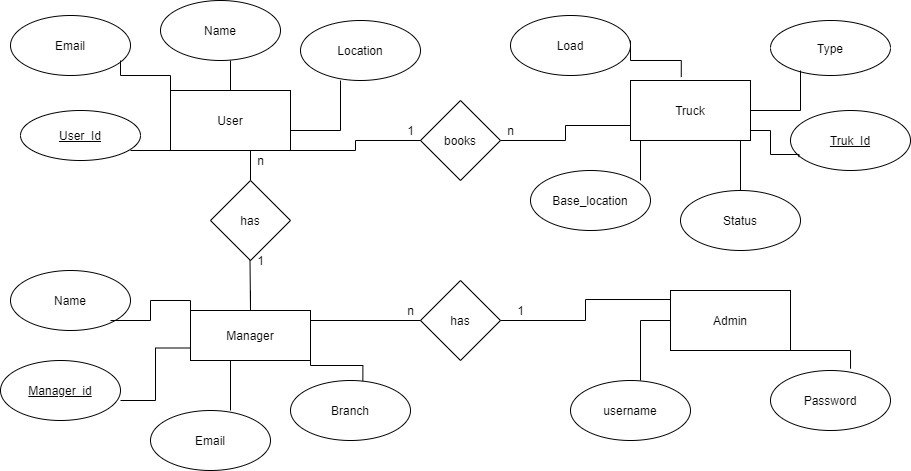 Name
Email
Location
Load
Type
User
Truck
User_Id
1
books
n
Truk_Id
n
Base_location
has
Status
1
Name
n
has
1
Admin
Manager
Manager_id
Branch
username
Password
Email